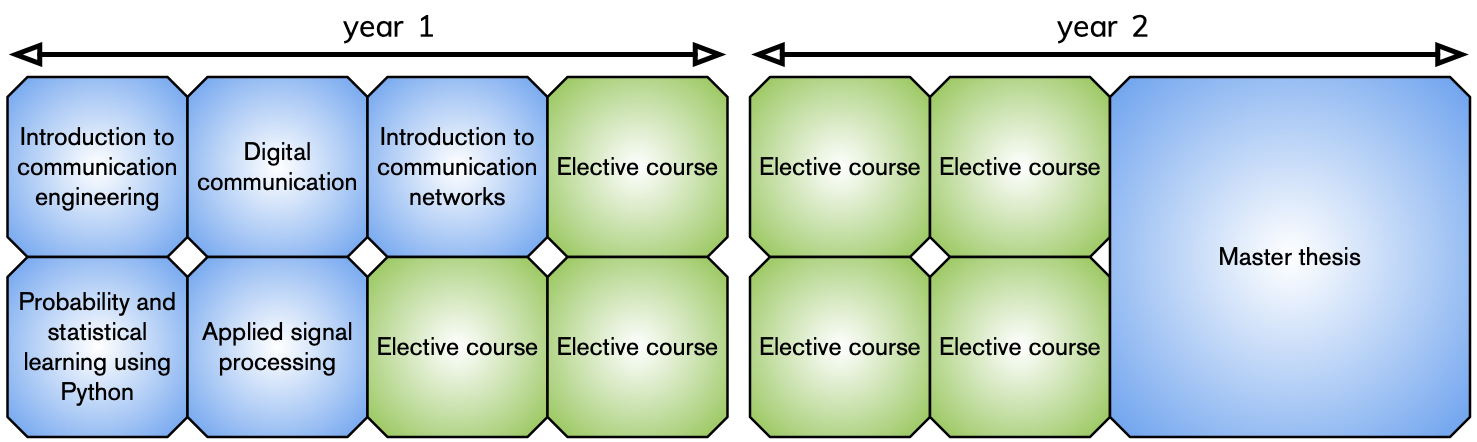 year 1
year 2
Introduction to
communication
engineering
Digital
communication
Introduction to
communication
networks
Elective course
Elective course
Elective course
Master thesis
Probability and
statistical
learning using
Python
Applied signal
processing
Elective course
Elective course
Elective course
Elective course